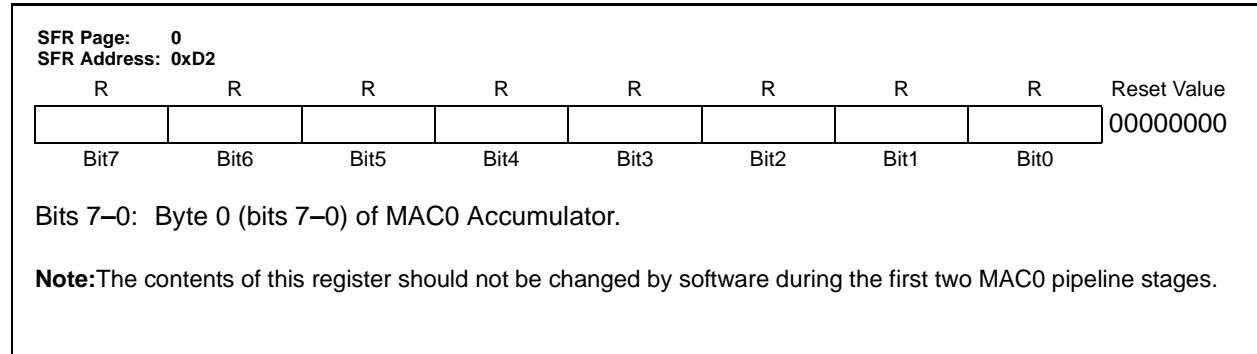 SFR Page: 0
SFR Address: 0xD2
R R R R R R R R Reset Value
00000000
Bit7 Bit6 Bit5 Bit4 Bit3 Bit2 Bit1 Bit0
Bits 7–0: Byte 0 (bits 7–0) of MAC0 Accumulator.
Note:The contents of this register should not be changed by software during the first two MAC0 pipeline stages.